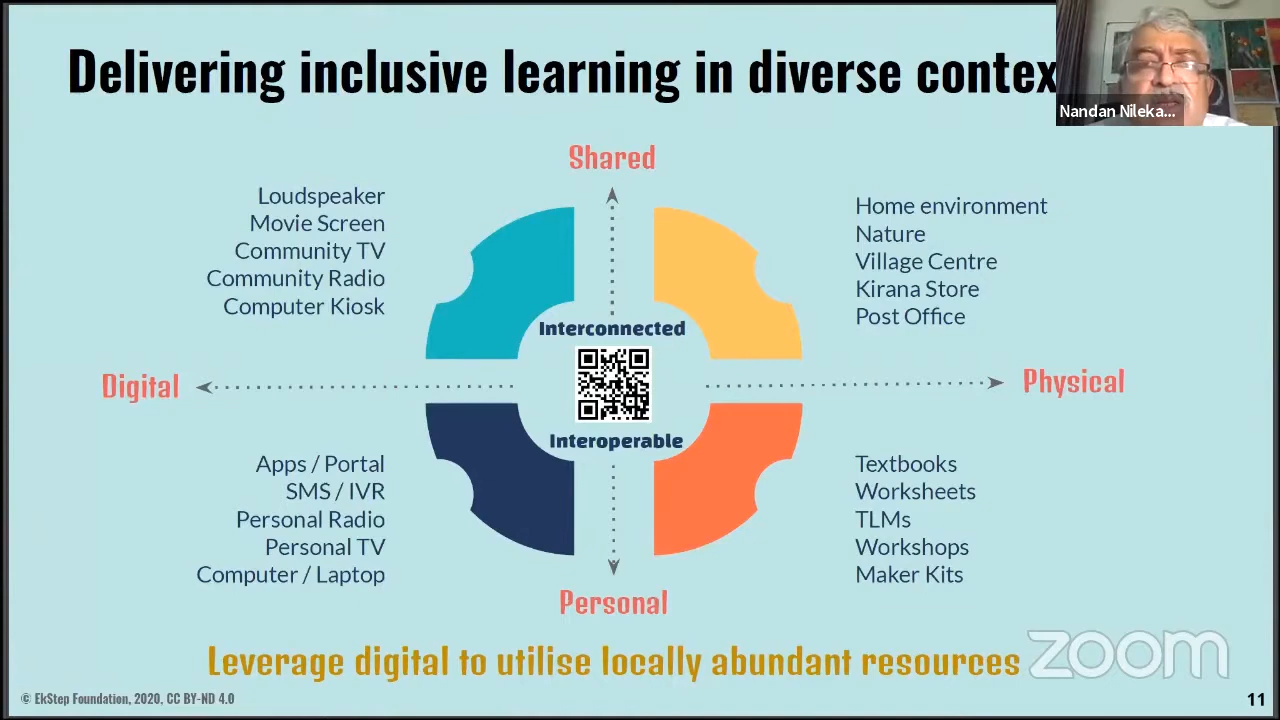 Delivering inclusive learning in diverse contex
Nandan Nileka...
Shared
Loudspeaker
Movie Screen
Community TV
Community Radio
Computer Kiosk
Home environment
Nature
Village Centre
Kirana Store
Post Office
Interconnected
Digital
Physical
Interoperable
Apps / Portal
SMS / IVR
Personal Radio
Personal TV
Computer / Laptop
Textbooks
Worksheets
TLMs
Workshops
Maker Kits
Personal
Leverage digital to utilise locally abundant resources
zoom
© EkStep Foundation, 2020, CC BY-ND 4.0
11